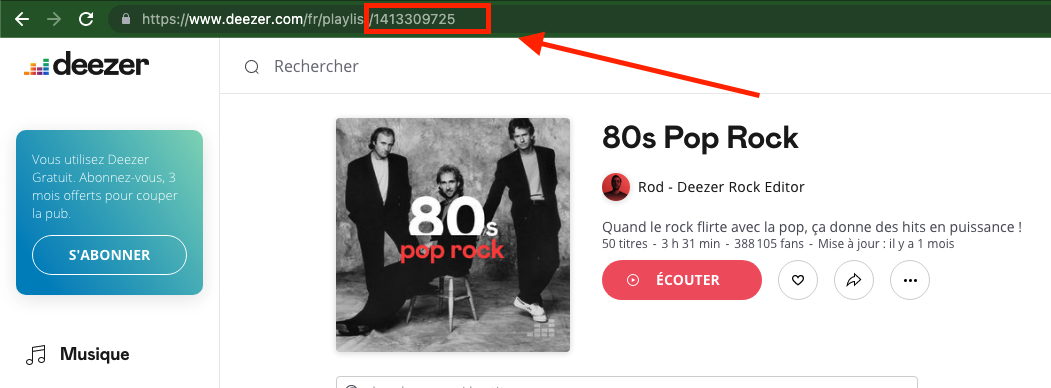 https://www.deezer.com/fr/playlis/1413309725
deezer
Rechercher
Vous utilisez Deezer
Gratuit. Abonnez-vous, 3
mois offerts pour couper
la pub.
S'ABONNER
Musique
80s
pop rock
80s Pop Rock
Rod - Deezer Rock Editor
Quand le rock flirte avec la pop, ça donne des hits en puissance !
50 titres - 3 h 31 min - 388 105 fans - Mise à jour : il y a 1 mois
ÉCOUTER